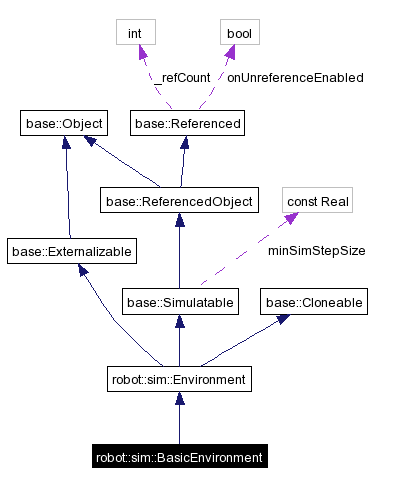 int
bool
_refCount
onUnreferenceEnabled
base::Object
base::Referenced
base::ReferencedObject
const Real
base::Externalizable
minSimStepSize
base::Simulatable
base::Cloneable
robot::sim::Environment
robot::sim::BasicEnvironment